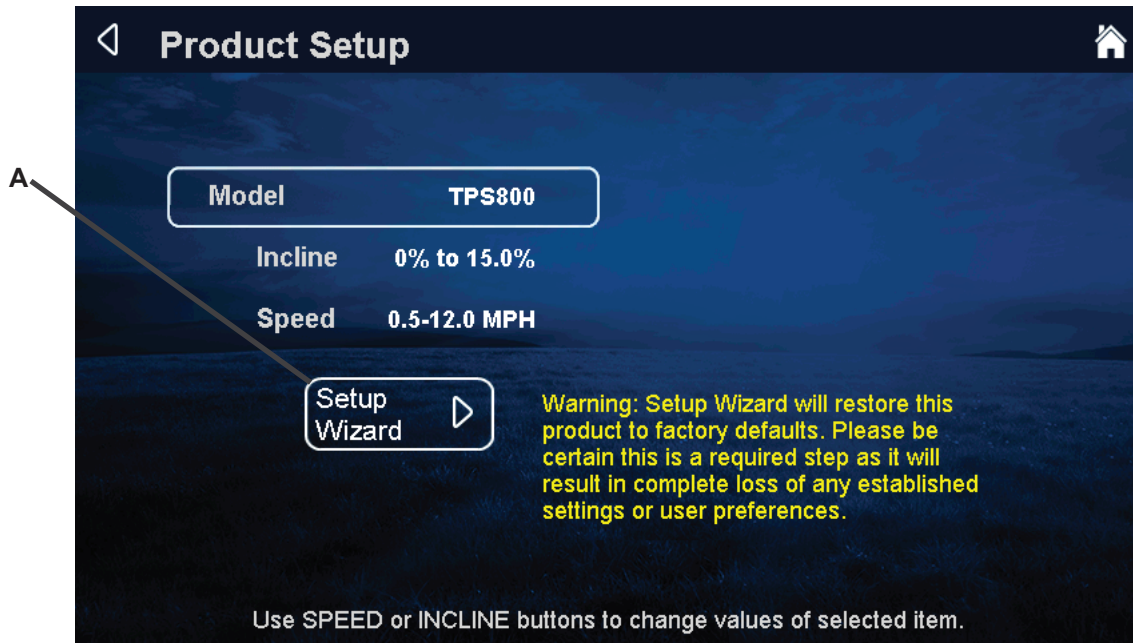 Product Setup
A
Model TPS800
Incline 0% to 15.0%
Speed 0.5-12.0 MPH
Setup
Wizard
Warning: Setup Wizard will restore this
product to factory defaults. Please be
certain this is a required step as it will
result in complete loss of any established
settings or user preferences.
Use SPEED or INCLINE buttons to change values of selected item.